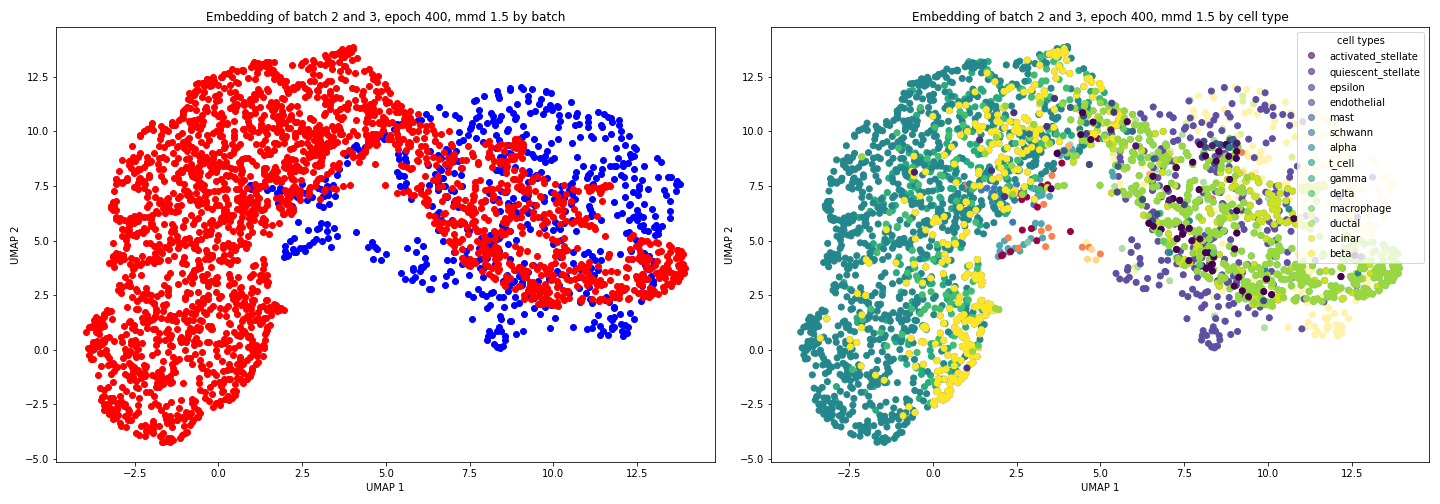 Embedding of batch 2 and 3, epoch 400, mmd 1.5 by batch
12.5
10.0
7.5
5.0
2.5
0.0
−2.5
−5.0
UMAP 2
−2.5
0.0
2.5
5.0
7.5
10.0
12.5
UMAP 1
Embedding of batch 2 and 3, epoch 400, mmd 1.5 by cell type
cell types
activated_stellate
quiescent_stellate
epsilon
endothelial
mast
schwann
alpha
t_cell
gamma
delta
macrophage
ductal
acinar
beta
12.5
10.0
7.5
5.0
2.5
0.0
−2.5
−5.0
UMAP 2
−2.5
0.0
2.5
5.0
7.5
10.0
12.5
UMAP 1